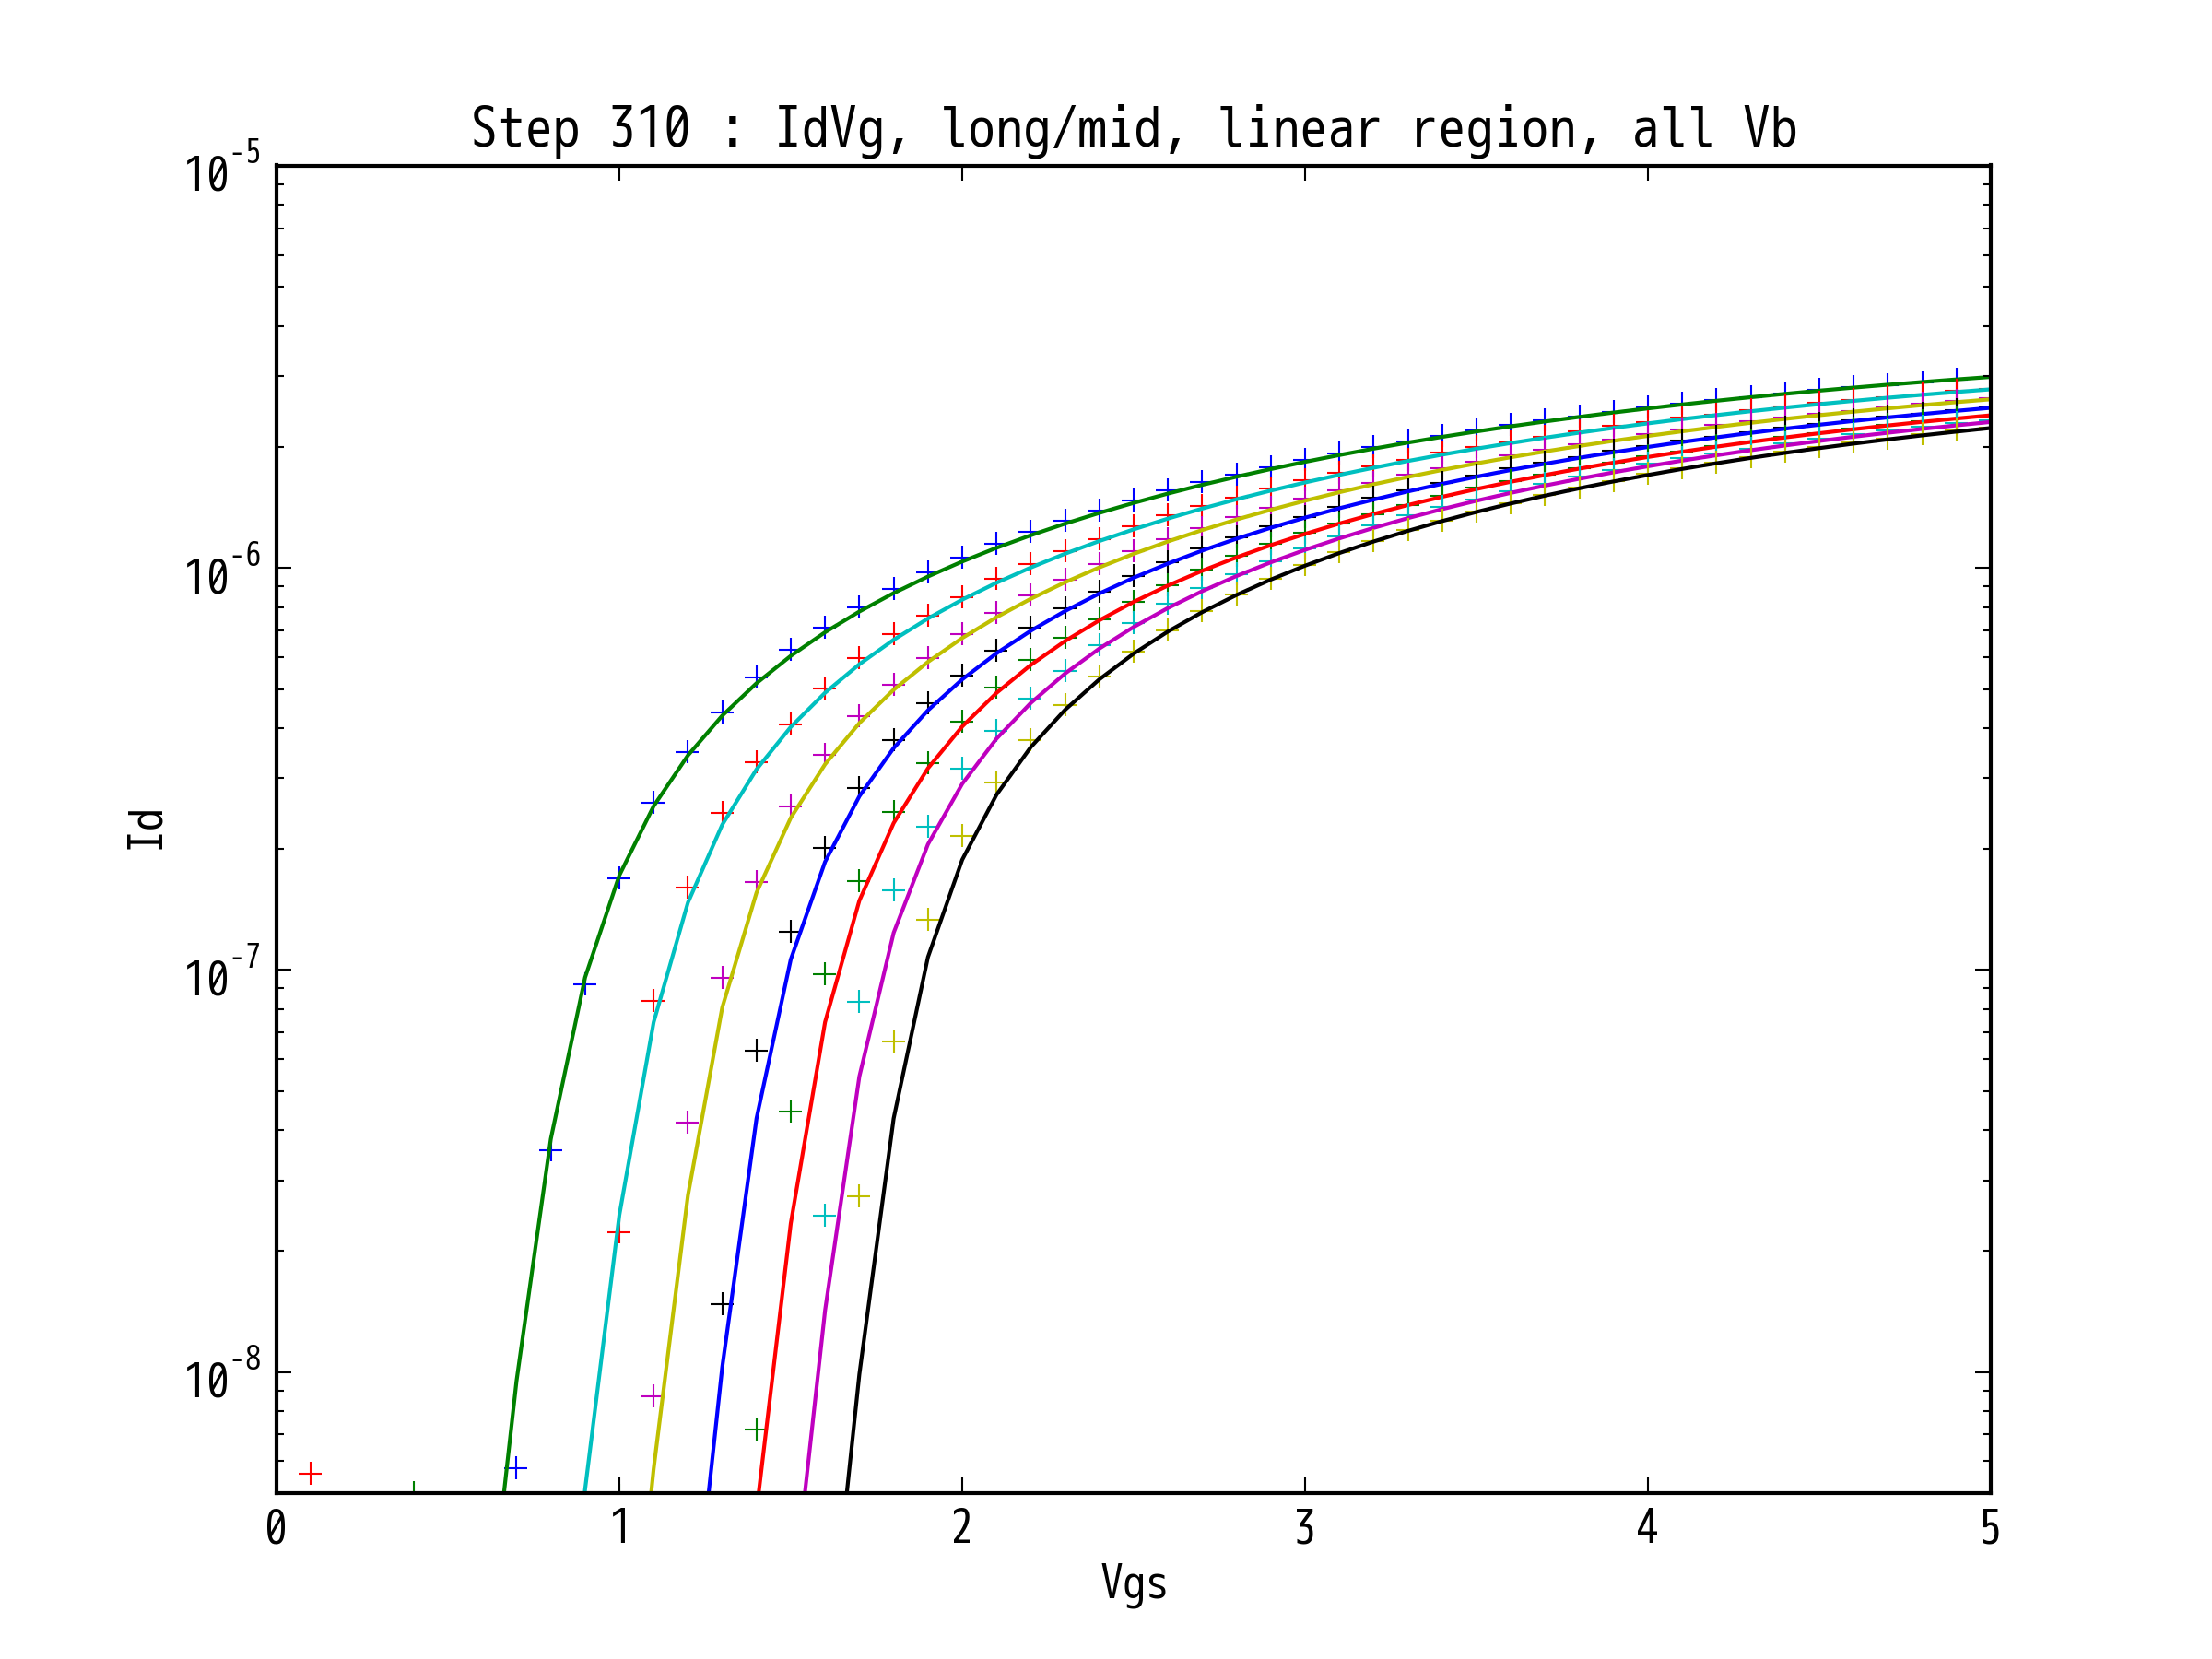 Step 310 : IdVg, long/mid, linear region, all Vb
10^-5
10^-6
10^-7
10^-8
Id
0 1 2 3 4 5
Vgs